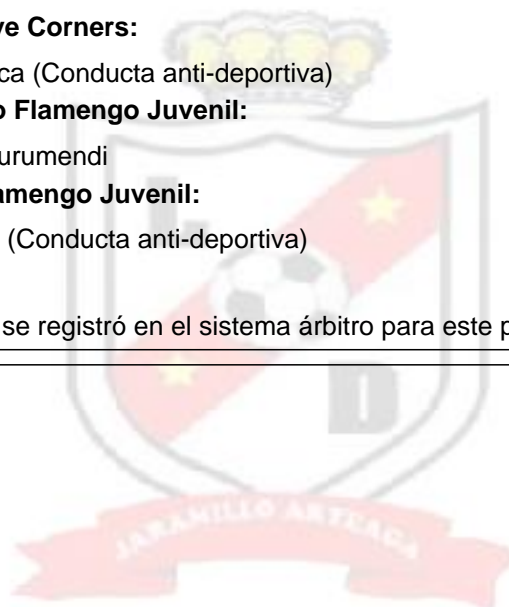 ve Corners:
ca (Conducta anti-deportiva)
o Flamengo Juvenil:
urumendi
amengo Juvenil:
(Conducta anti-deportiva)
se registró en el sistema árbitro para este p
L
D
JARAMILLO ARTEAGA